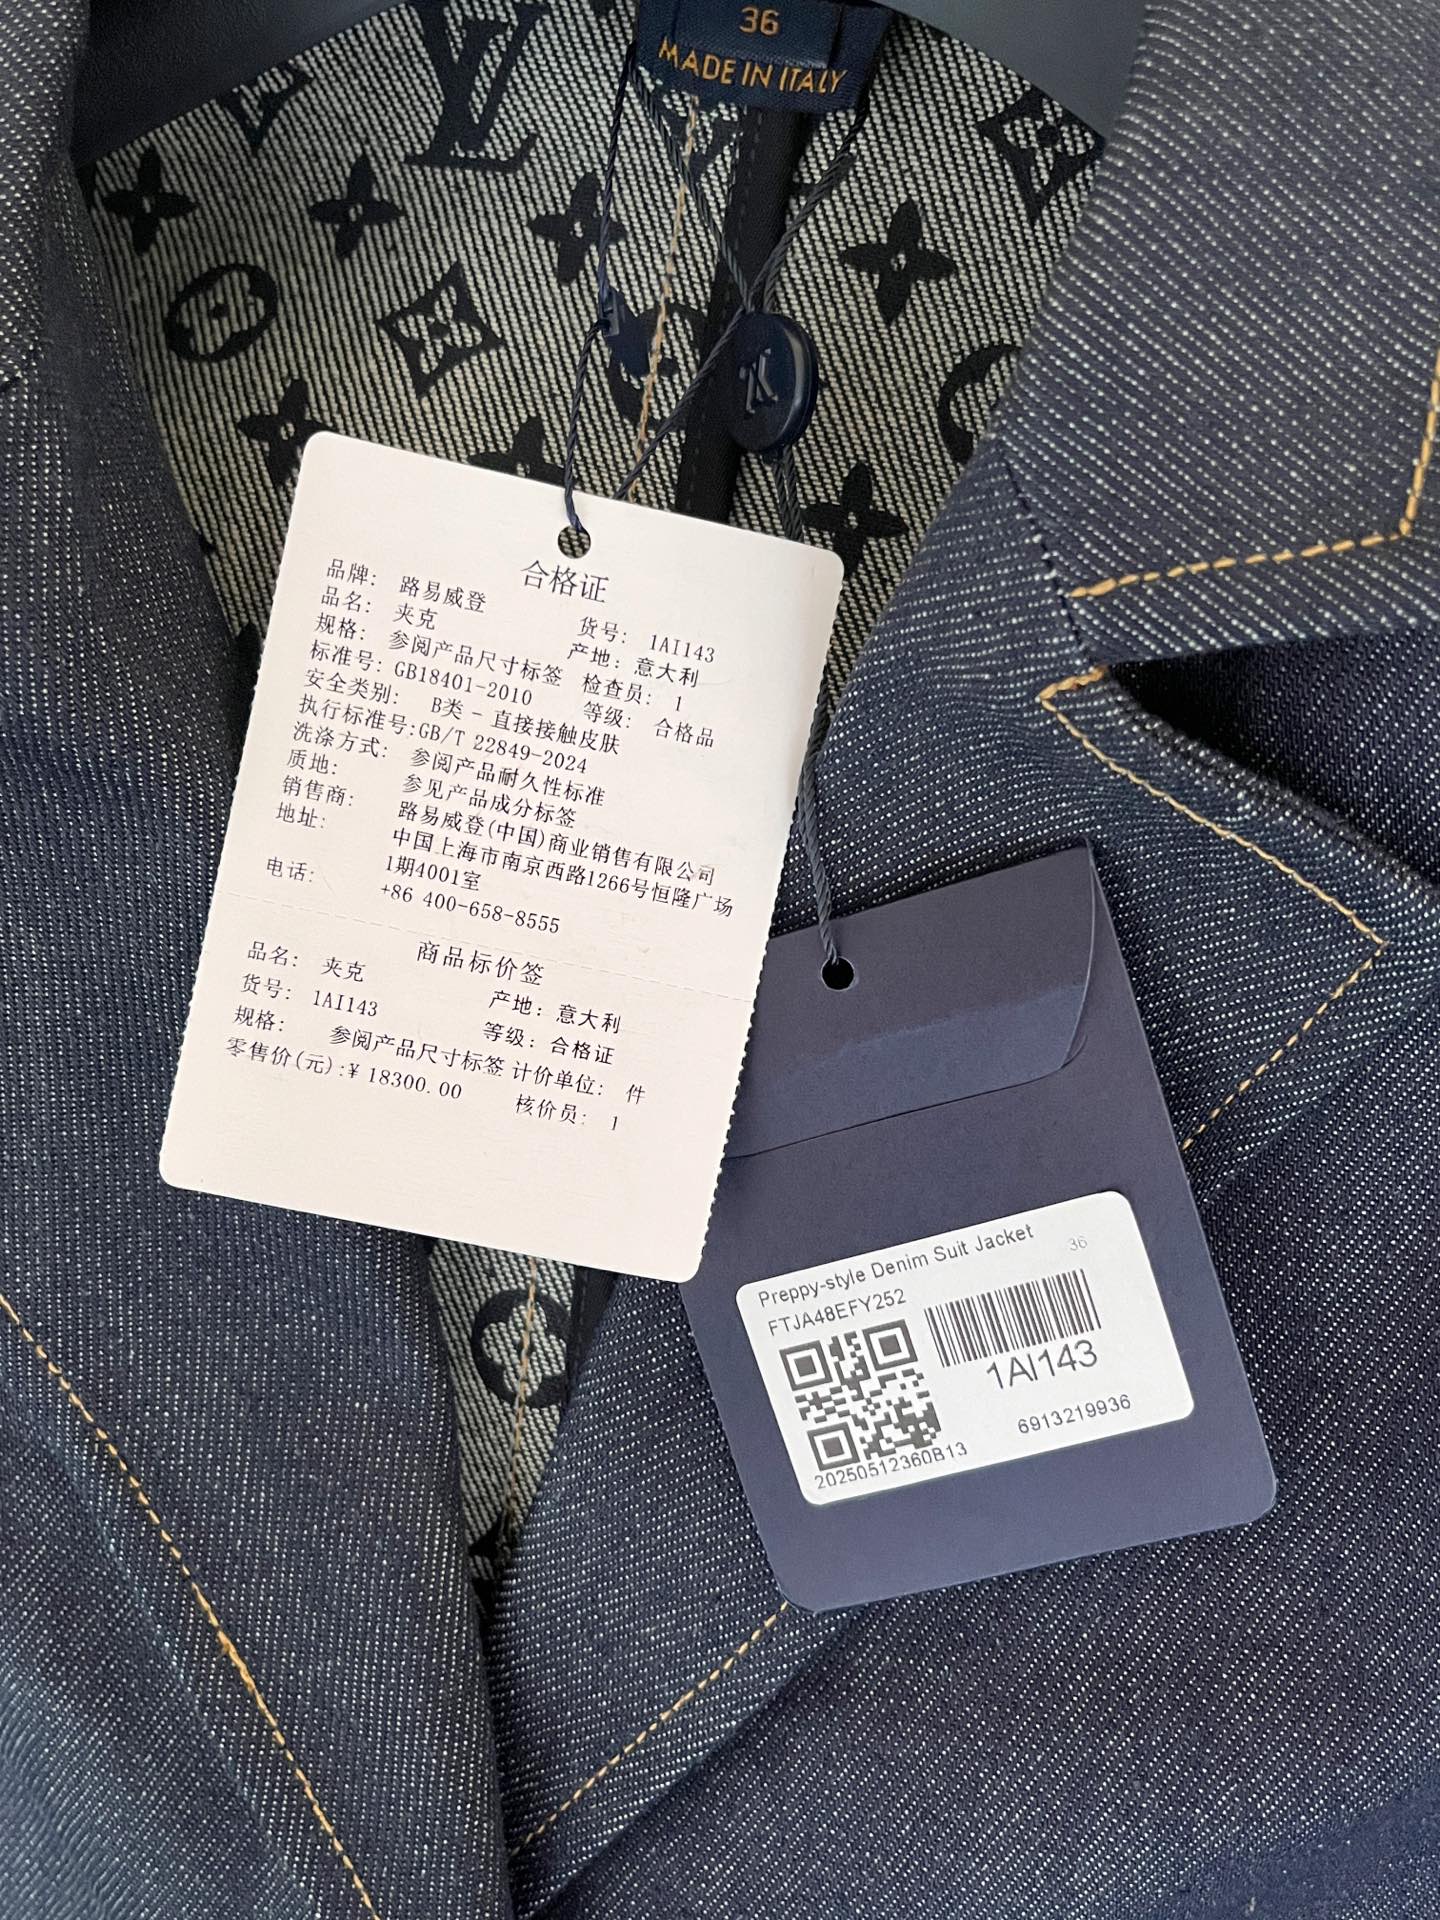 36
MADE IN ITALY
合格证
品牌: 路易威登 货号: 1AI143
品名: 夹克 产地: 意大利
规格: 参阅产品尺寸标签 检查员: 1
标准号: GB18401-2010 等级: 合格品
安全类别: B类 - 直接接触皮肤
执行标准号:GB/T 22849-2024
洗涤方式: 参阅产品耐久性标准
质地: 参见产品成分标签
销售商: 路易威登(中国)商业销售有限公司
地址: 中国上海市南京西路1266号恒隆广场
1期4001室
电话: +86 400-658-8555
商品标价签
品名: 夹克 产地: 意大利
货号: 1AI143 等级: 合格证
规格: 参阅产品尺寸标签 计价单位: 件
零售价(元):¥ 18300.00 核价员: 1
Preppy-style Denim Suit Jacket 36
FTJA48EFY252
1AI143
6913219936
20250512360B13